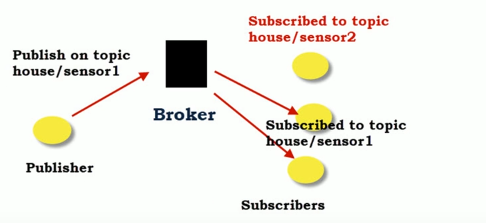 Subscribed to topic
house/sensor2
Publish on topic
house/sensor1
Broker
Subscribed to topic
house/sensor1
Publisher
Subscribers